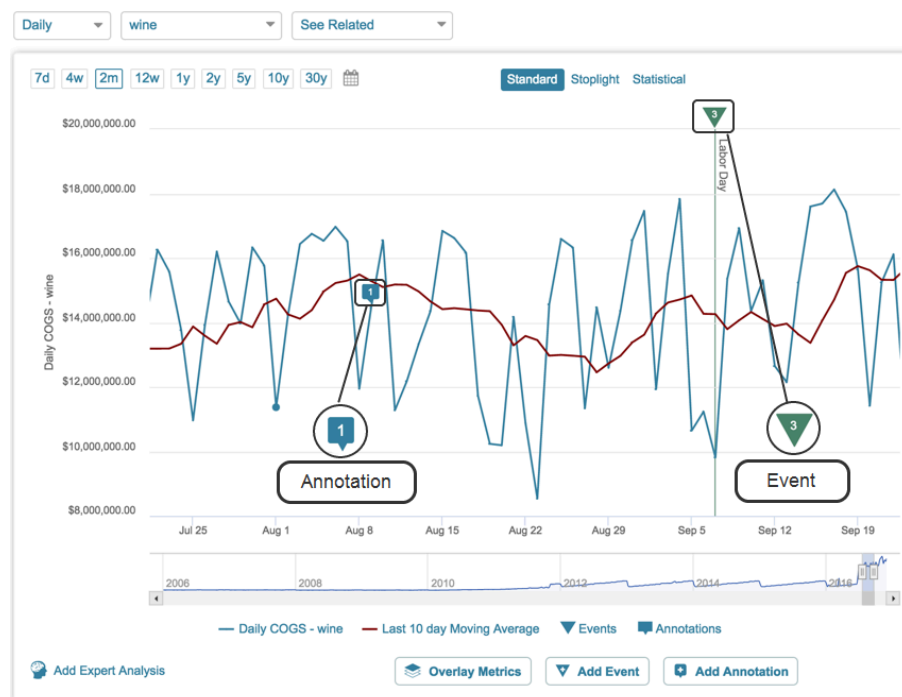 Daily
wine
See Related
7d 4w 2m 12w 1y 2y 5y 10y 30y
Standard Stoplight Statistical
3
Labor Day
$20,000,000.00
$18,000,000.00
$16,000,000.00
$14,000,000.00
$12,000,000.00
$10,000,000.00
$8,000,000.00
Daily COGS - wine
1
1
Annotation
3
Event
Jul 25 Aug 1 Aug 8 Aug 15 Aug 22 Aug 29 Sep 5 Sep 12 Sep 19
2006 2008 2010 2012 2014 2016
Daily COGS - wine Last 10 day Moving Average Events Annotations
Add Expert Analysis
Overlay Metrics
Add Event
Add Annotation